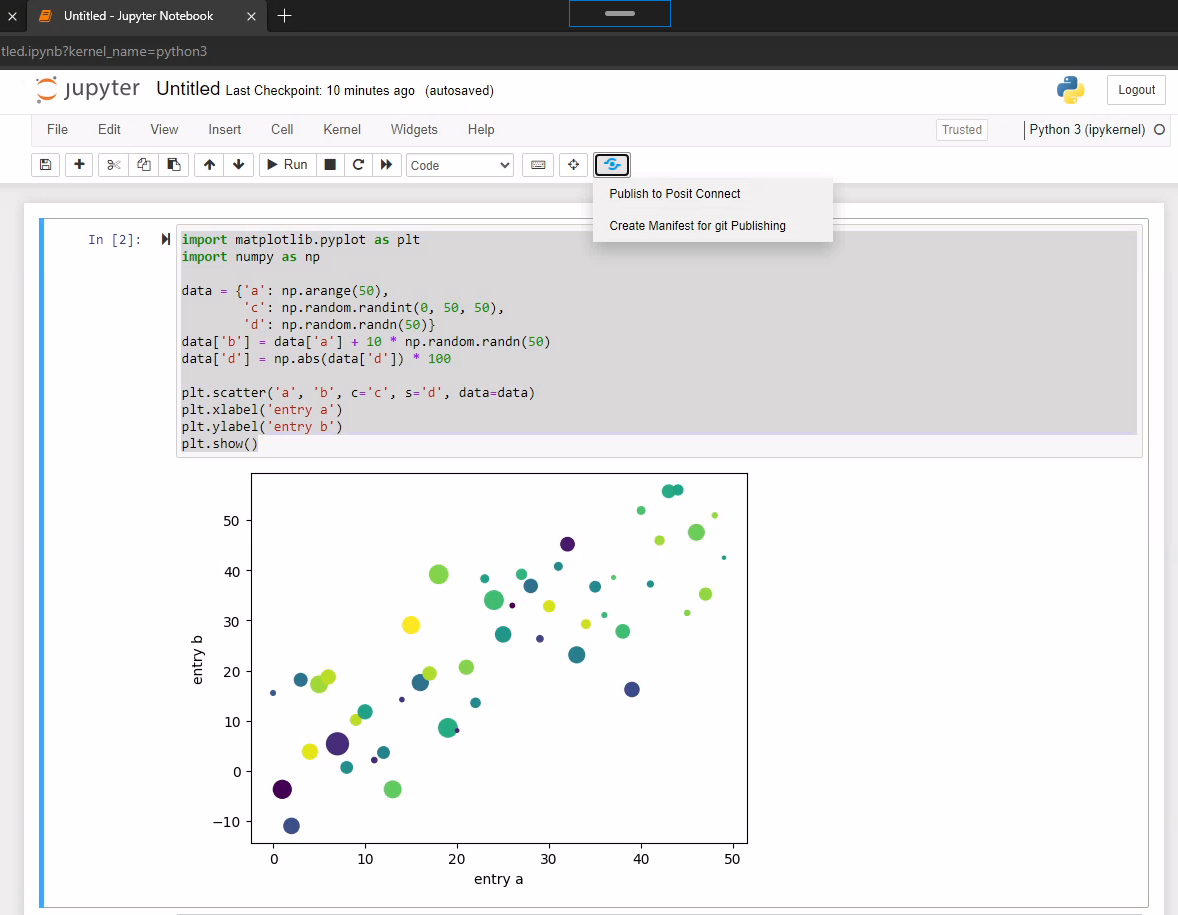 Untitled - Jupyter Notebook
tled.ipynb?kernel_name=python3
jupyter Untitled Last Checkpoint: 10 minutes ago (autosaved) Logout
File Edit View Insert Cell Kernel Widgets Help Trusted Python 3 (ipykernel)
Run Code
Publish to Posit Connect
Create Manifest for git Publishing
In [2]:
import matplotlib.pyplot as plt
import numpy as np
data = {'a': np.arange(50),
'c': np.random.randint(0, 50, 50),
'd': np.random.randn(50)}
data['b'] = data['a'] + 10 * np.random.randn(50)
data['d'] = np.abs(data['d']) * 100
plt.scatter('a', 'b', c='c', s='d', data=data)
plt.xlabel('entry a')
plt.ylabel('entry b')
plt.show()
50
40
30
20
10
0
−10
entry b
0 10 20 30 40 50
entry a